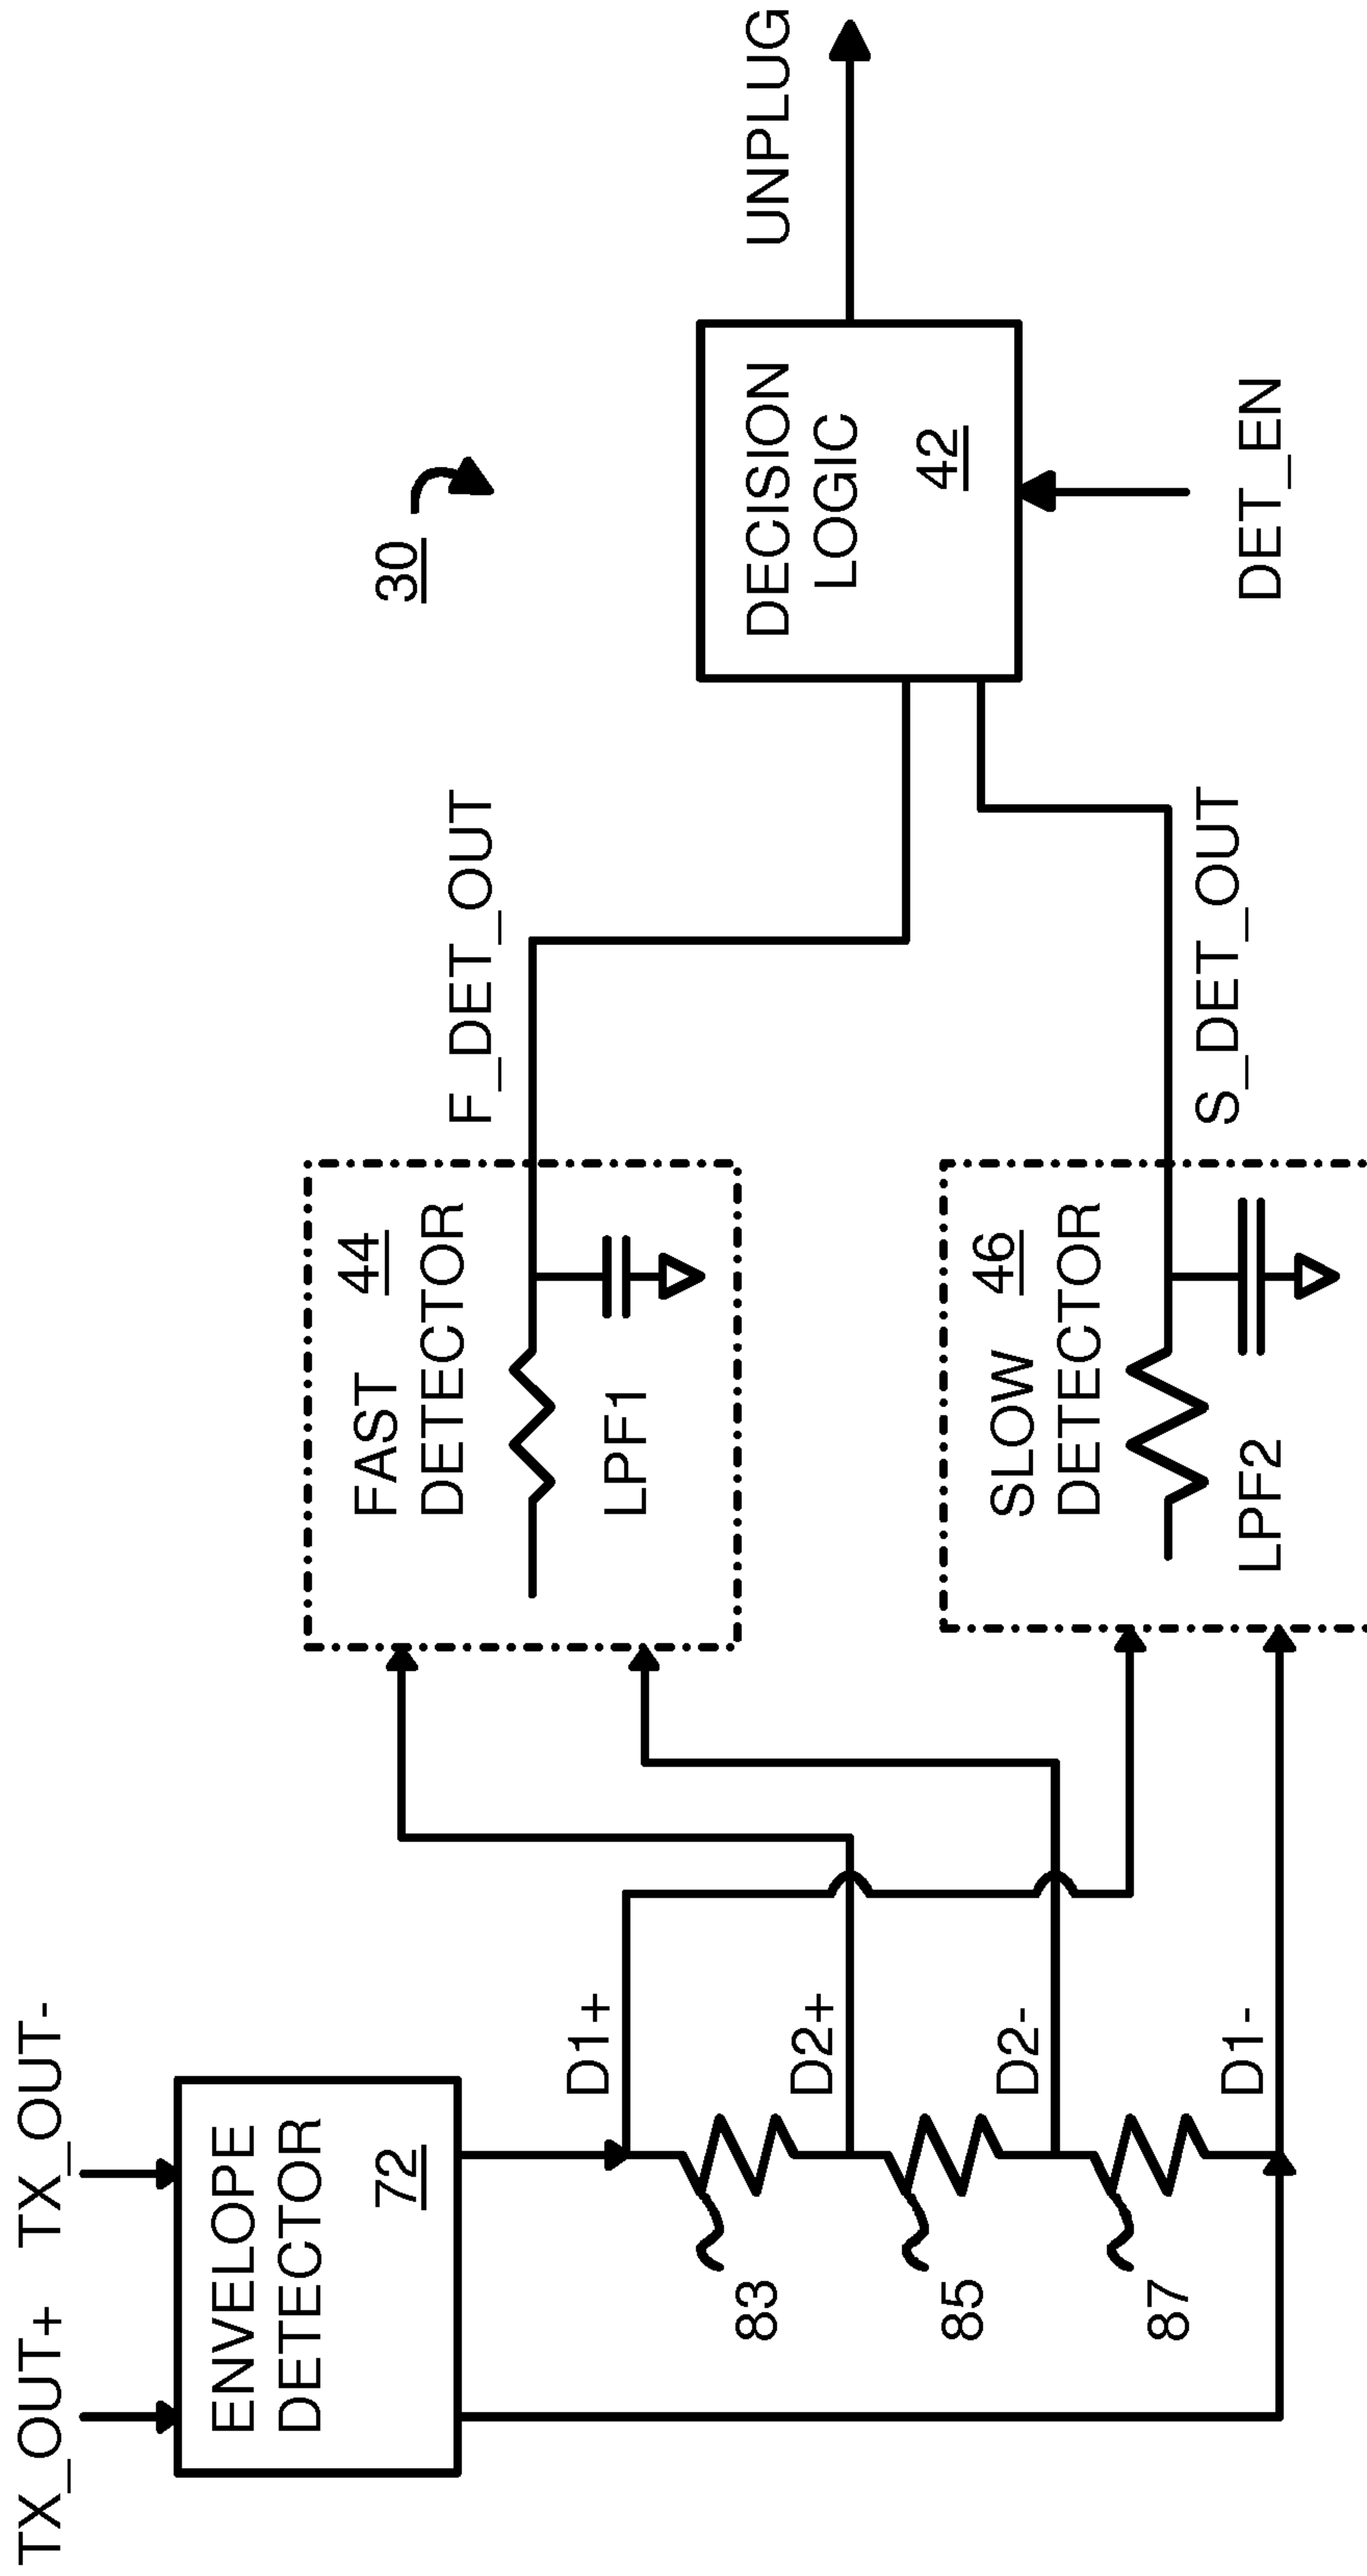 TX_OUT+
TX_OUT-
ENVELOPE
DETECTOR
72
83
85
87
D1+
D2+
D2-
D1-
FAST
DETECTOR
44
LPF1
SLOW
DETECTOR
46
LPF2
F_DET_OUT
S_DET_OUT
30
DECISION
LOGIC
42
DET_EN
UNPLUG